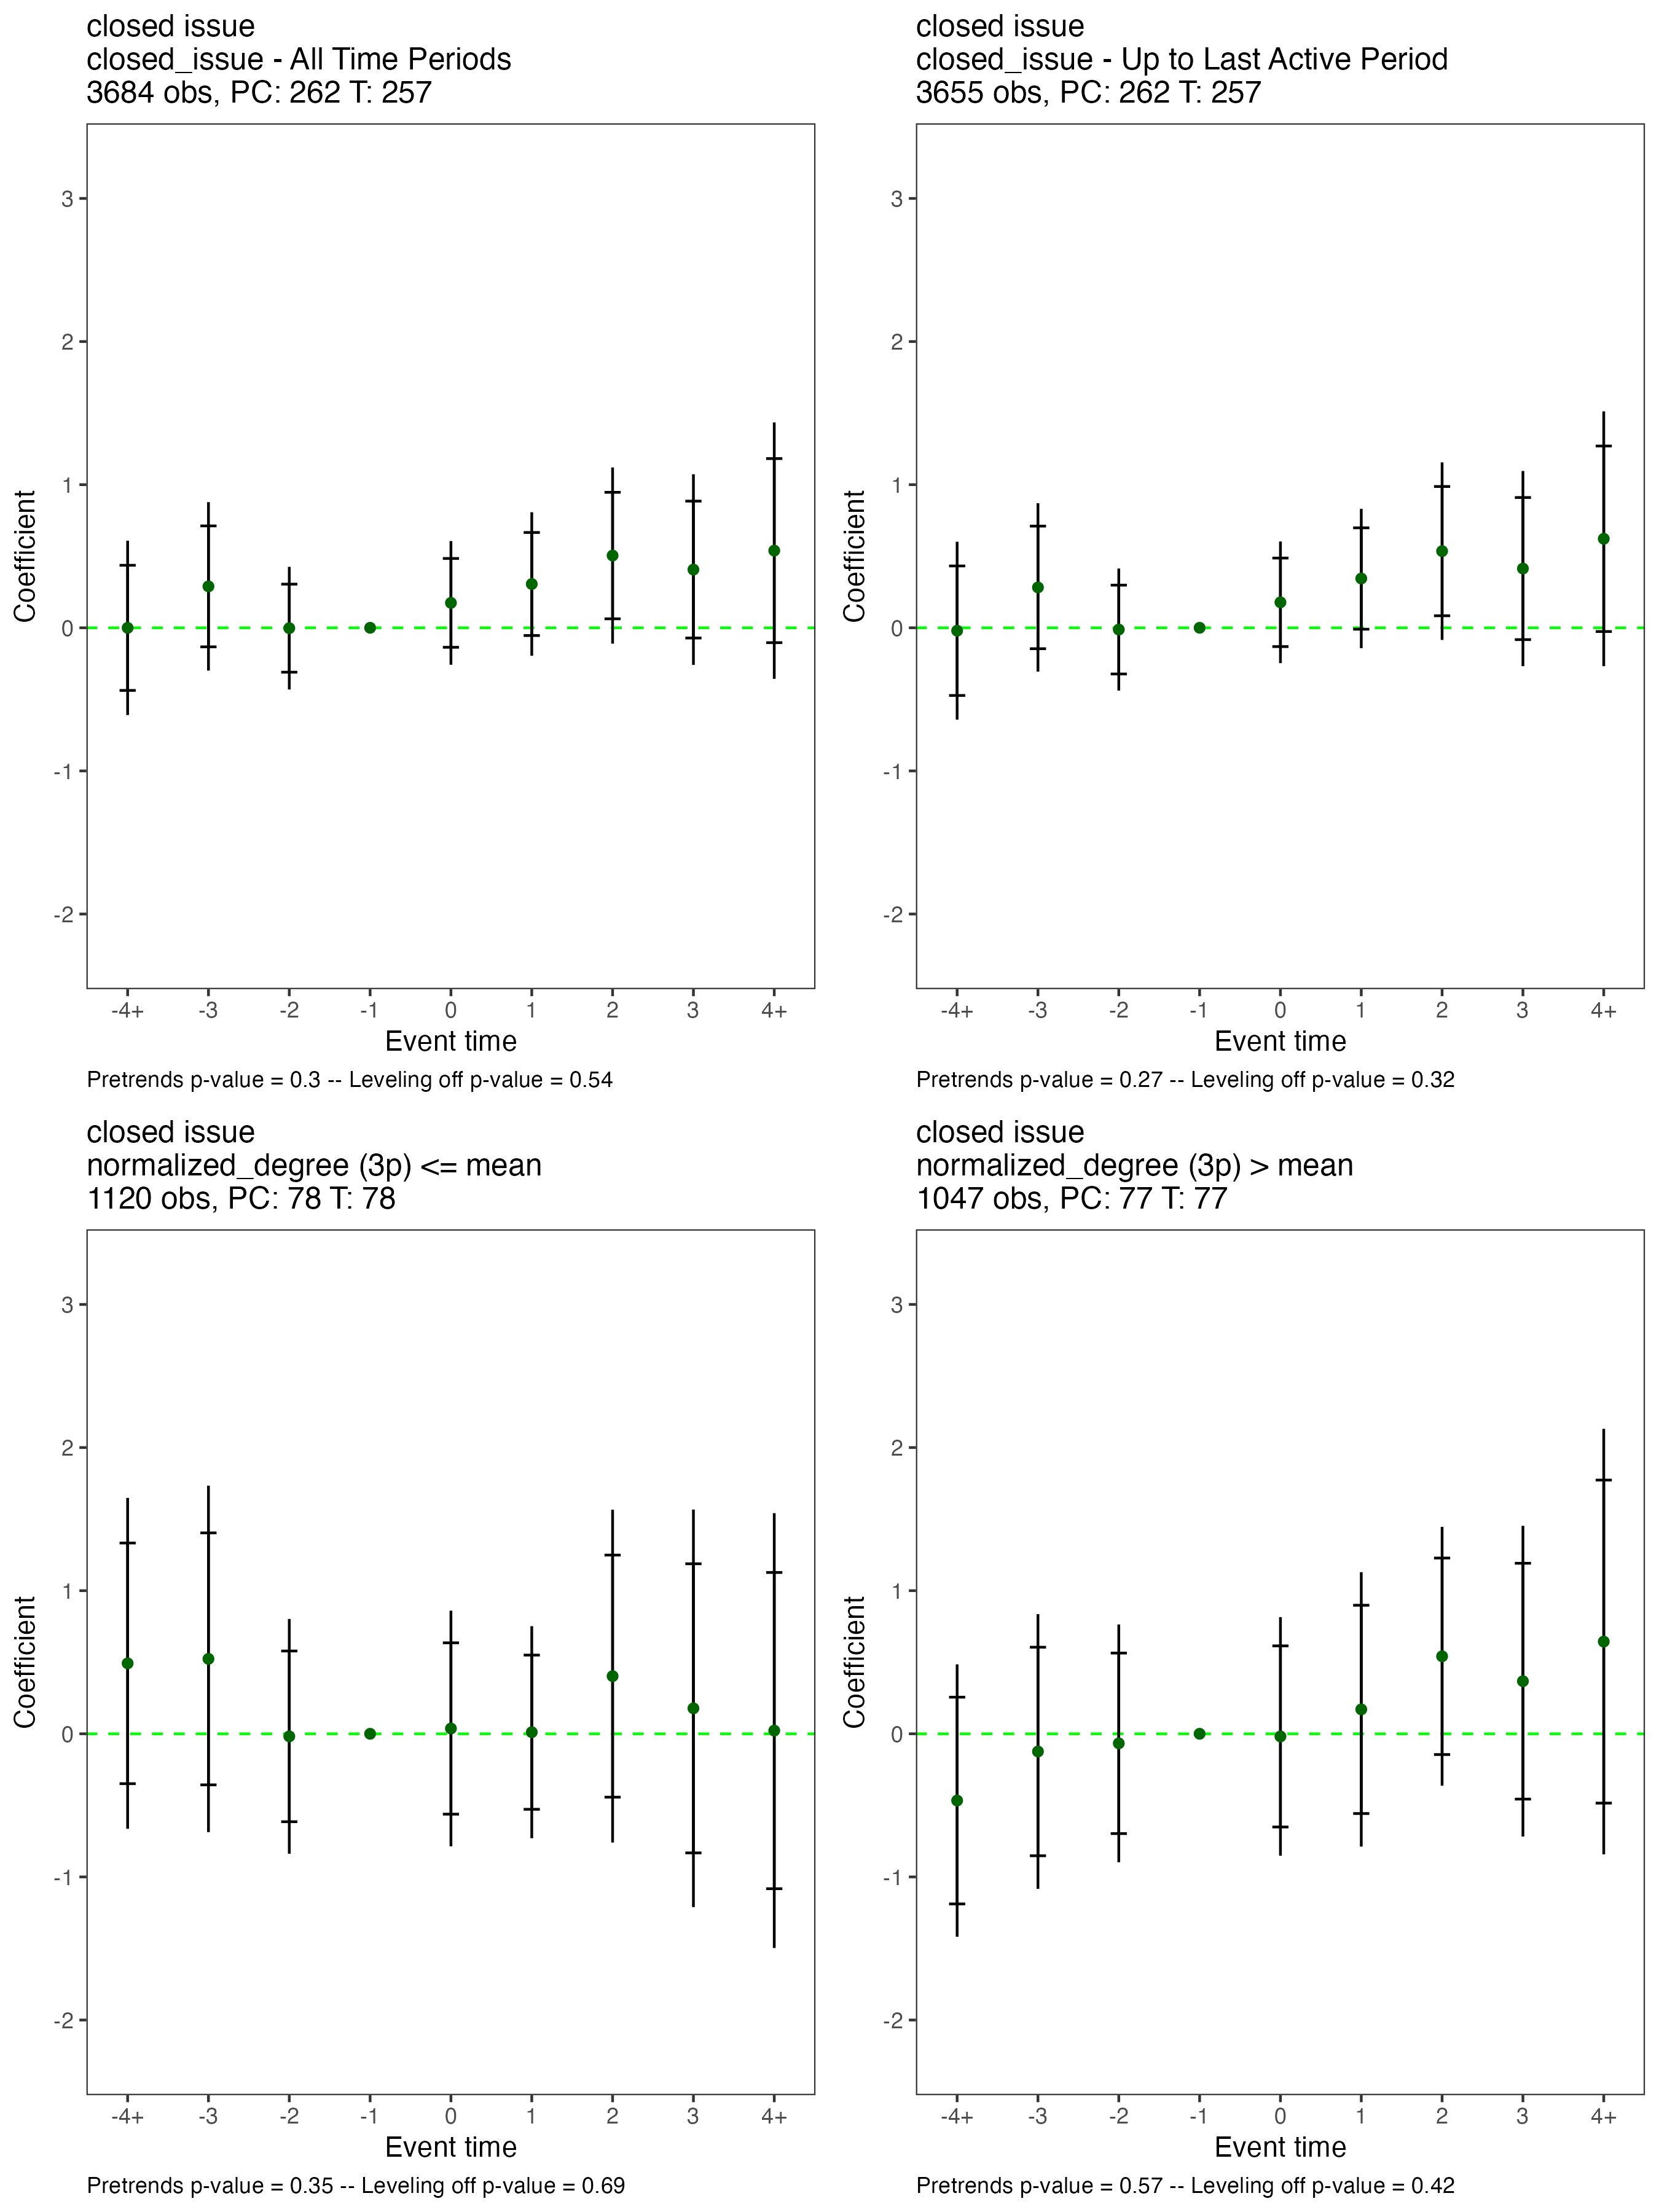 closed issue
closed_issue - All Time Periods
3684 obs, PC: 262 T: 257
3
2
1
0
-1
-2
Coefficient
-4+ -3 -2 -1 0 1 2 3 4+
Event time
Pretrends p-value = 0.3 -- Leveling off p-value = 0.54
closed issue
closed_issue - Up to Last Active Period
3655 obs, PC: 262 T: 257
3
2
1
0
-1
-2
Coefficient
-4+ -3 -2 -1 0 1 2 3 4+
Event time
Pretrends p-value = 0.27 -- Leveling off p-value = 0.32
closed issue
normalized_degree (3p) <= mean
1120 obs, PC: 78 T: 78
3
2
1
0
-1
-2
Coefficient
-4+ -3 -2 -1 0 1 2 3 4+
Event time
Pretrends p-value = 0.35 -- Leveling off p-value = 0.69
closed issue
normalized_degree (3p) > mean
1047 obs, PC: 77 T: 77
3
2
1
0
-1
-2
Coefficient
-4+ -3 -2 -1 0 1 2 3 4+
Event time
Pretrends p-value = 0.57 -- Leveling off p-value = 0.42